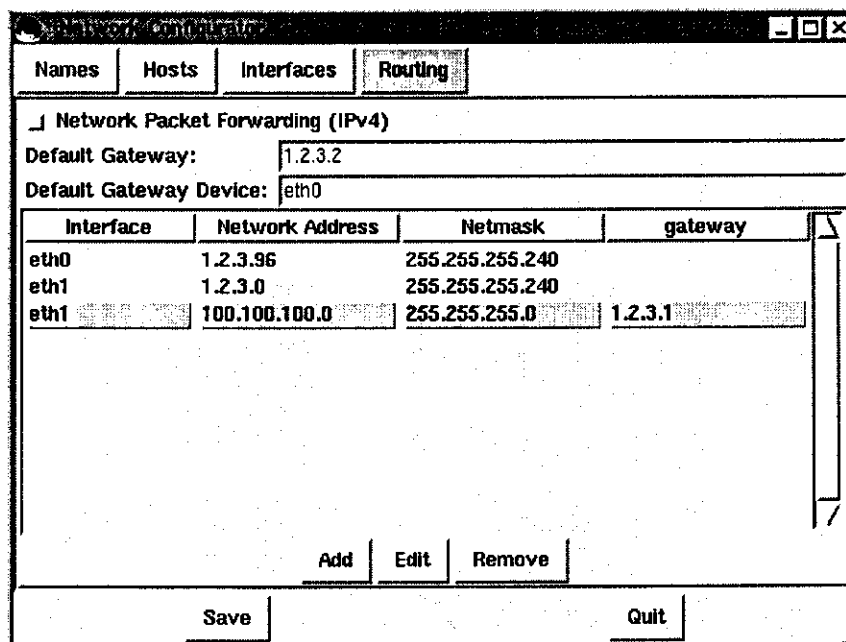 Network Configurator
Names Hosts Interfaces Routing
Network Packet Forwarding (IPv4)
Default Gateway: 1.2.3.2
Default Gateway Device: eth0
Interface Network Address Netmask gateway
eth0 1.2.3.96 255.255.255.240
eth1 1.2.3.0 255.255.255.240
eth1 100.100.100.0 255.255.255.0 1.2.3.1
Add Edit Remove
Save Quit